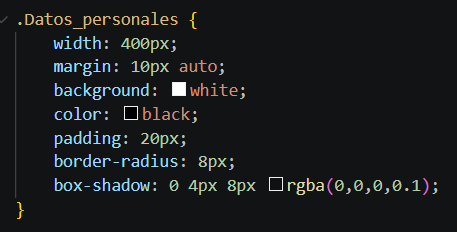 .Datos_personales {
width: 400px;
margin: 10px auto;
background: white;
color: black;
padding: 20px;
border-radius: 8px;
box-shadow: 0 4px 8px rgba(0,0,0,0.1);
}